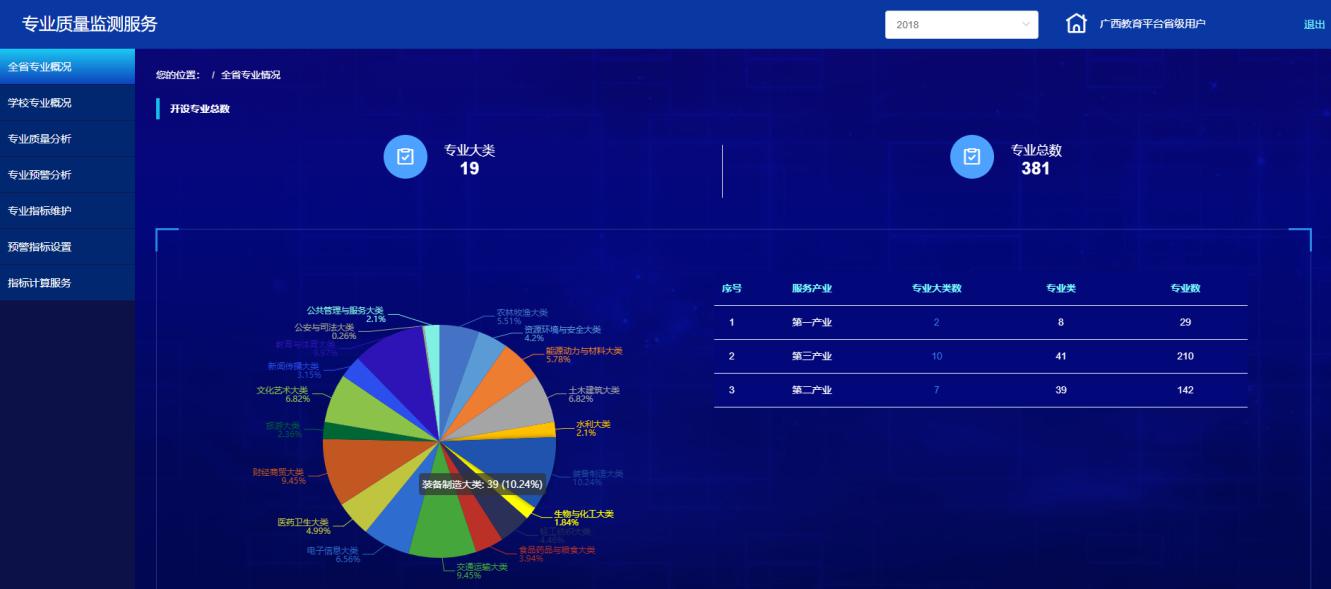 专业质量监测服务
2018
广西教育平台省级用户
退出
全省专业概况
学校专业概况
专业质量分析
专业预警分析
专业指标维护
预警指标设置
指标计算服务
您的位置： / 全省专业情况
开设专业总数
专业大类
19
专业总数
381
公共管理与服务大类
2.1%
公安与司法大类
0.26%
教育与体育大类
9.97%
新闻传播大类
3.15%
文化艺术大类
6.82%
旅游大类
2.36%
财经商贸大类
9.45%
医药卫生大类
4.99%
电子信息大类
6.56%
交通运输大类
9.45%
食品药品与粮食大类
3.94%
轻工纺织大类
4.46%
生物与化工大类
1.84%
装备制造大类
10.24%
装备制造大类: 39 (10.24%)
水利大类
2.1%
土木建筑大类
6.82%
能源动力与材料大类
5.78%
资源环境与安全大类
4.2%
农林牧渔大类
5.51%
序号 服务产业 专业大类数 专业类 专业数
1 第一产业 2 8 29
2 第三产业 10 41 210
3 第二产业 7 39 142